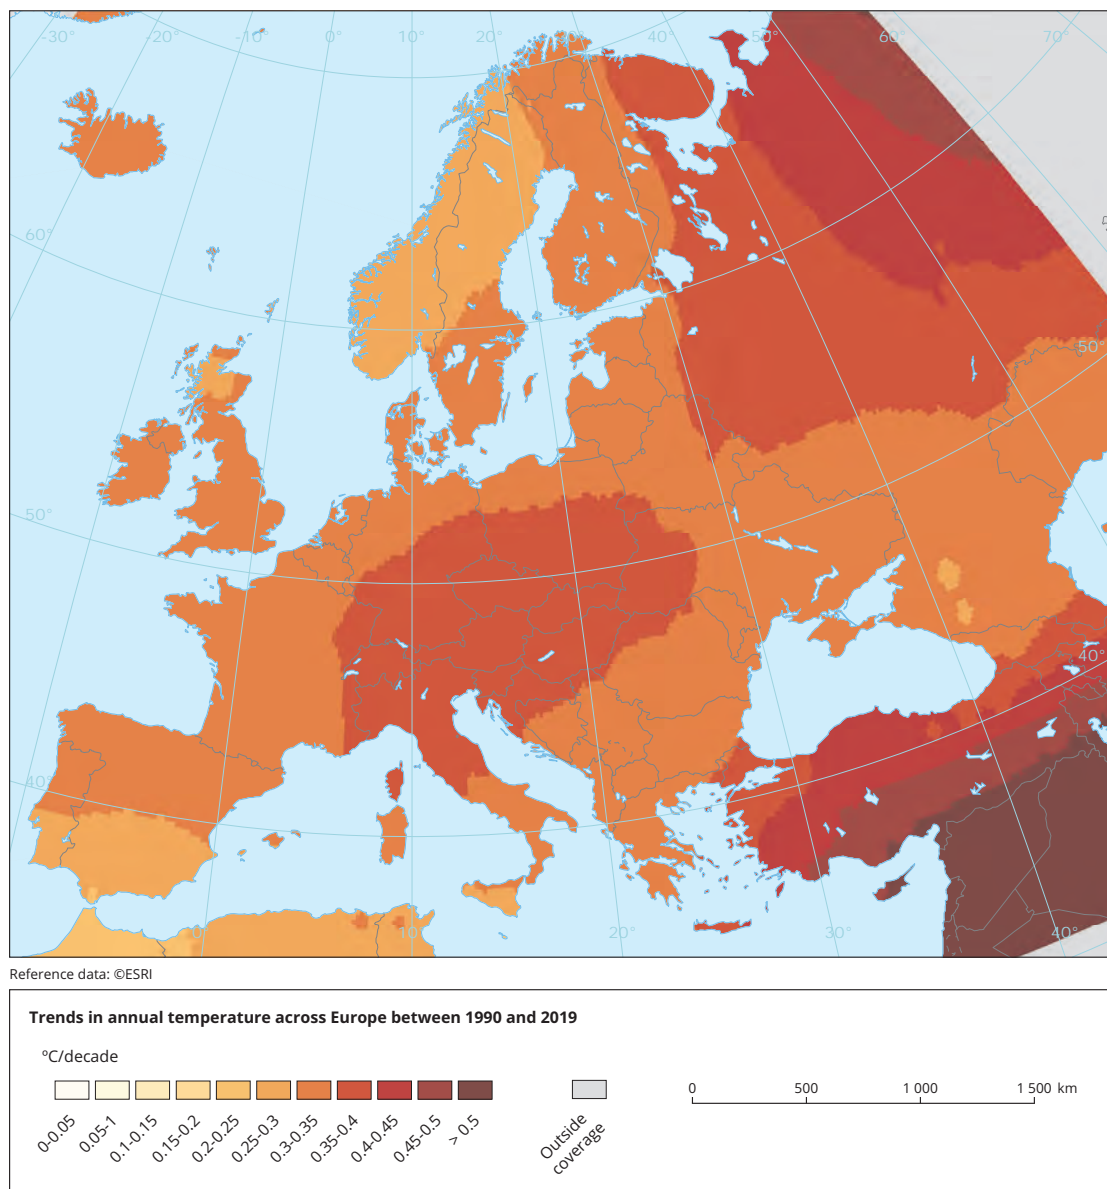 -30° -20° -10° 0° 10° 20° 30° 40° 50° 60° 70°
60°
50°
50°
40°
40°
0° 10° 20° 30° 40°
Reference data: ©ESRI
Trends in annual temperature across Europe between 1990 and 2019
ºC/decade
0-0.05
0.05-1
0.1-0.15
0.15-0.2
0.2-0.25
0.25-0.3
0.3-0.35
0.35-0.4
0.4-0.45
0.45-0.5
> 0.5
Outside
coverage
0 500 1 000 1 500 km